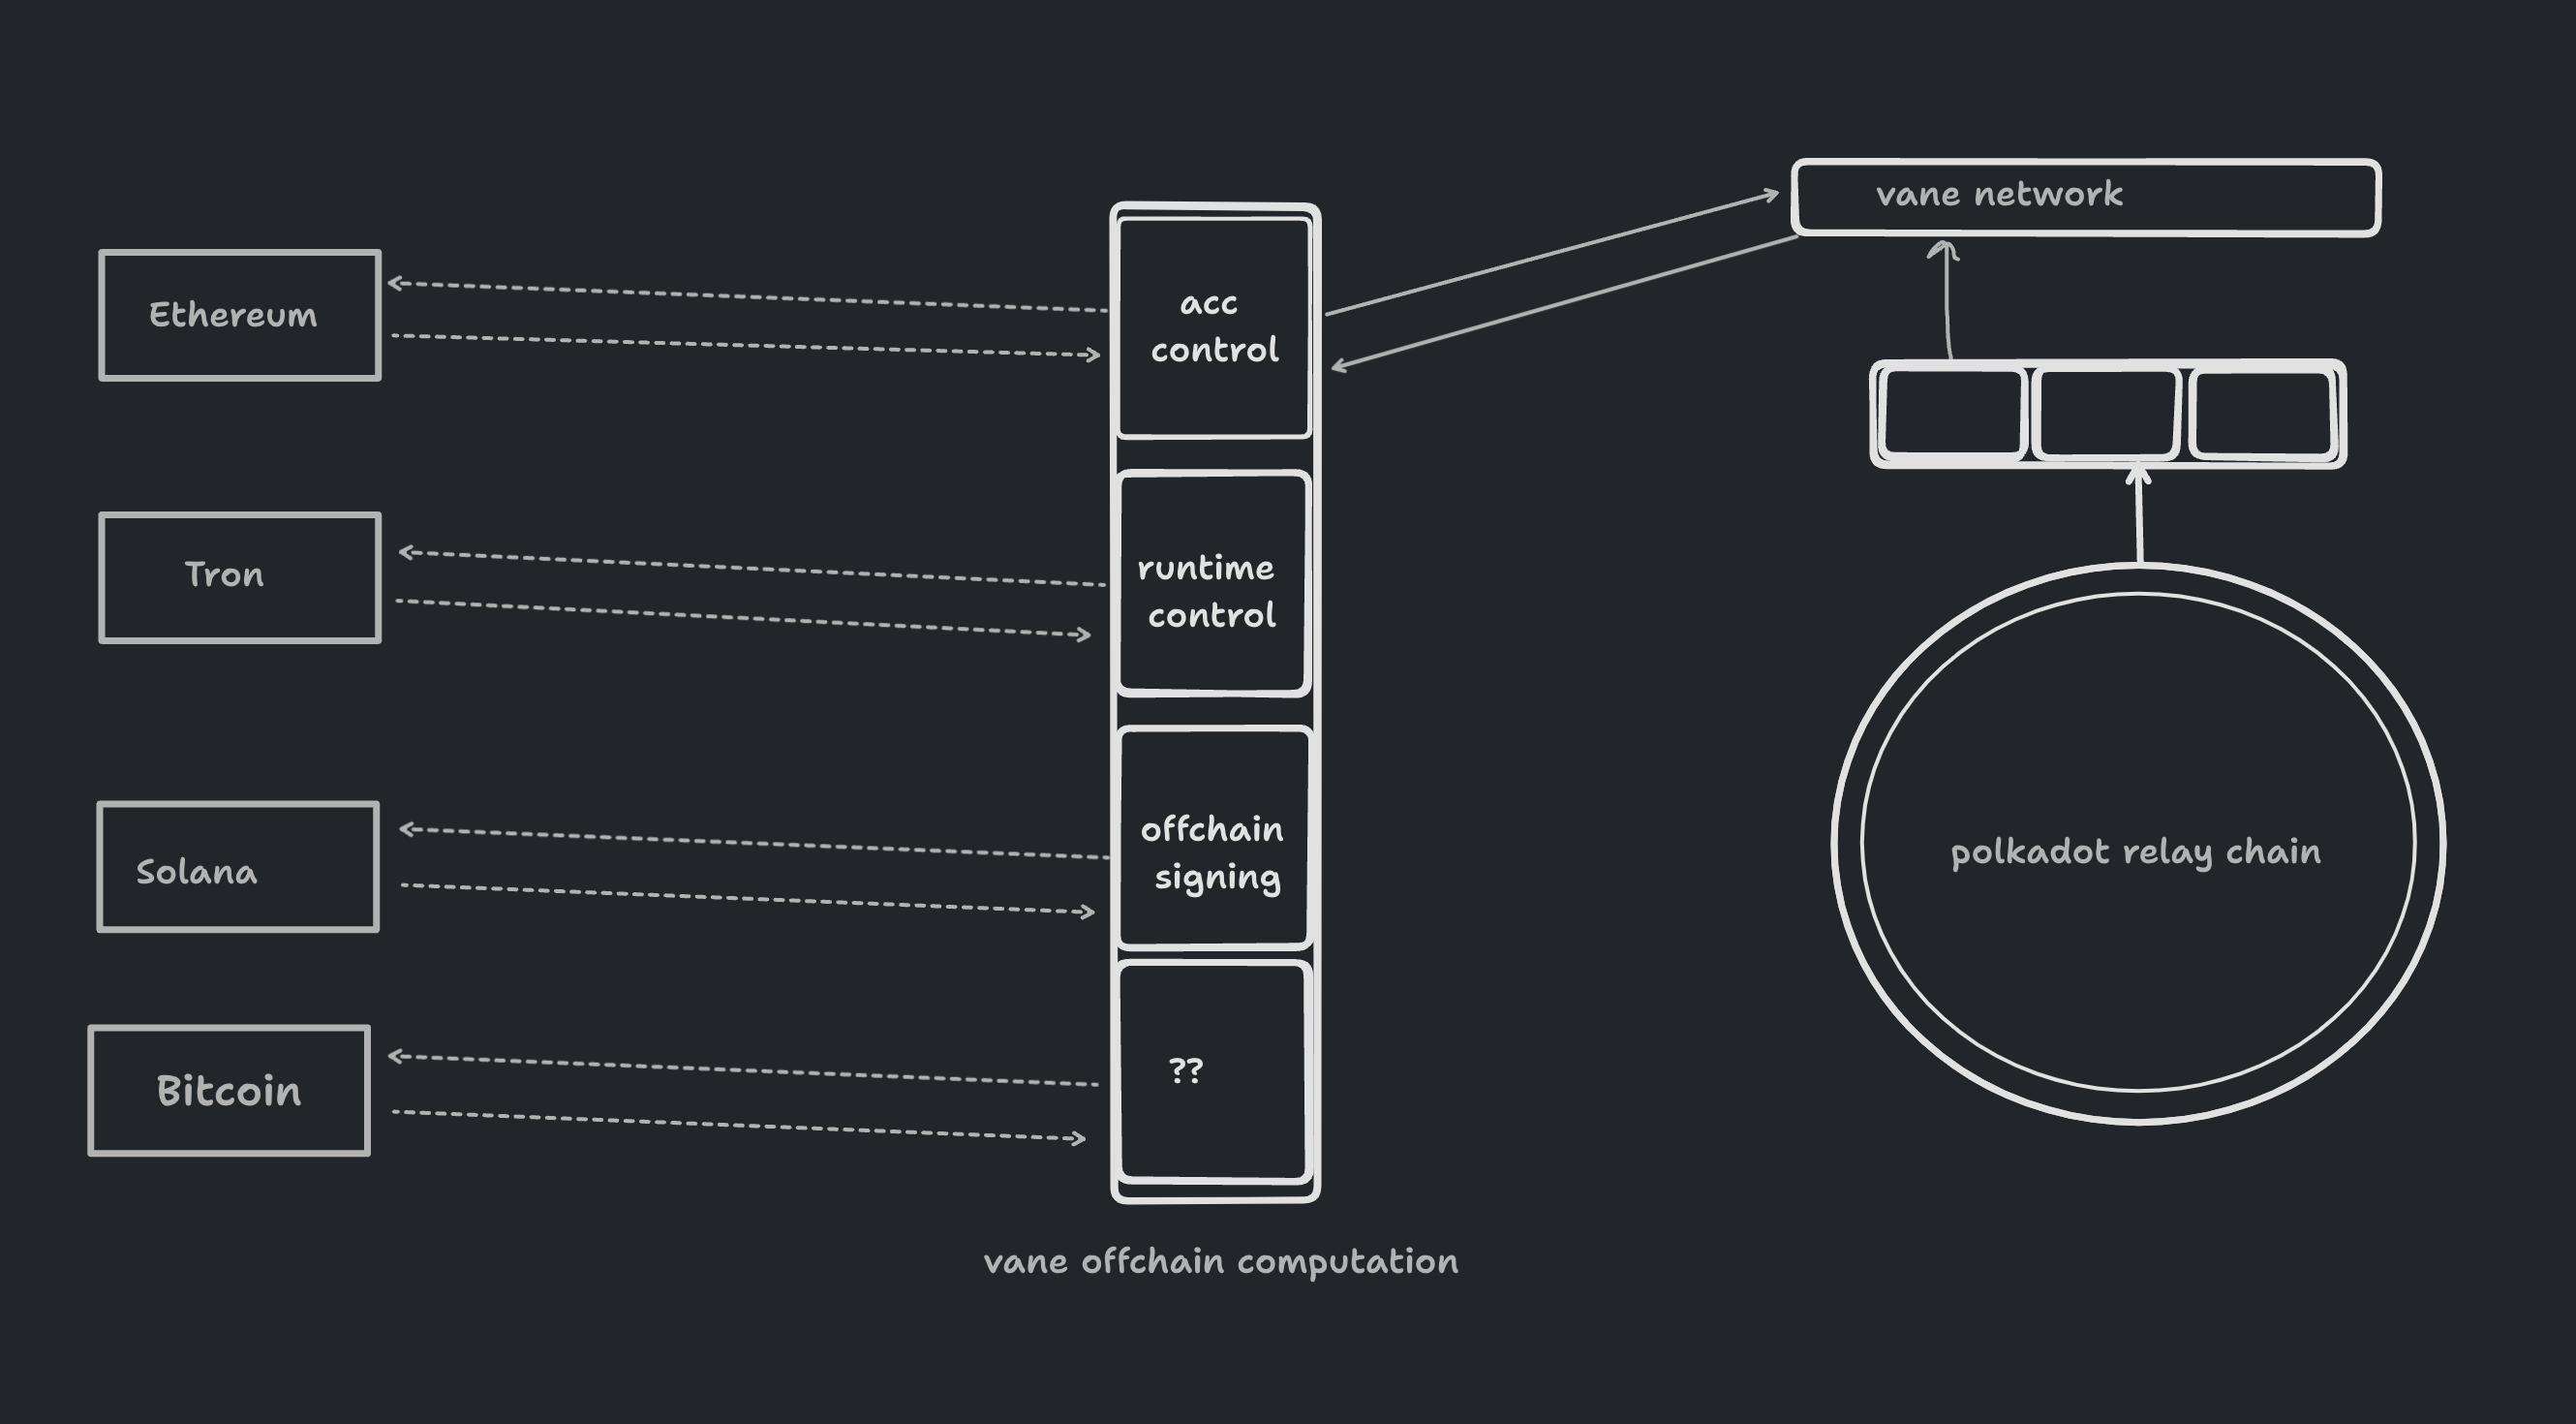 vane network
Ethereum
acc
control
Tron
runtime
control
Solana
offchain
signing
polkadot relay chain
Bitcoin
??
vane offchain computation